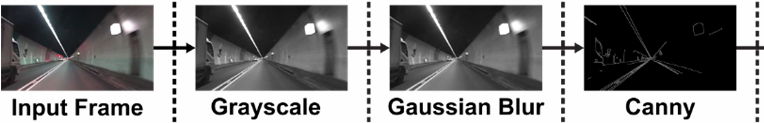 Input Frame
Grayscale
Gaussian Blur
Canny